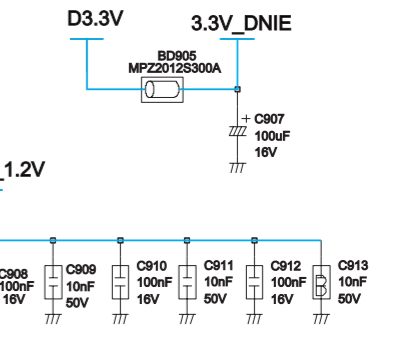 D3.3V
3.3V_DNIE
BD905
MPZ2012S300A
C907
100uF
16V
_1.2V
C908
100nF
16V
C909
10nF
50V
C910
100nF
16V
C911
10nF
50V
C912
100nF
16V
C913
10nF
50V